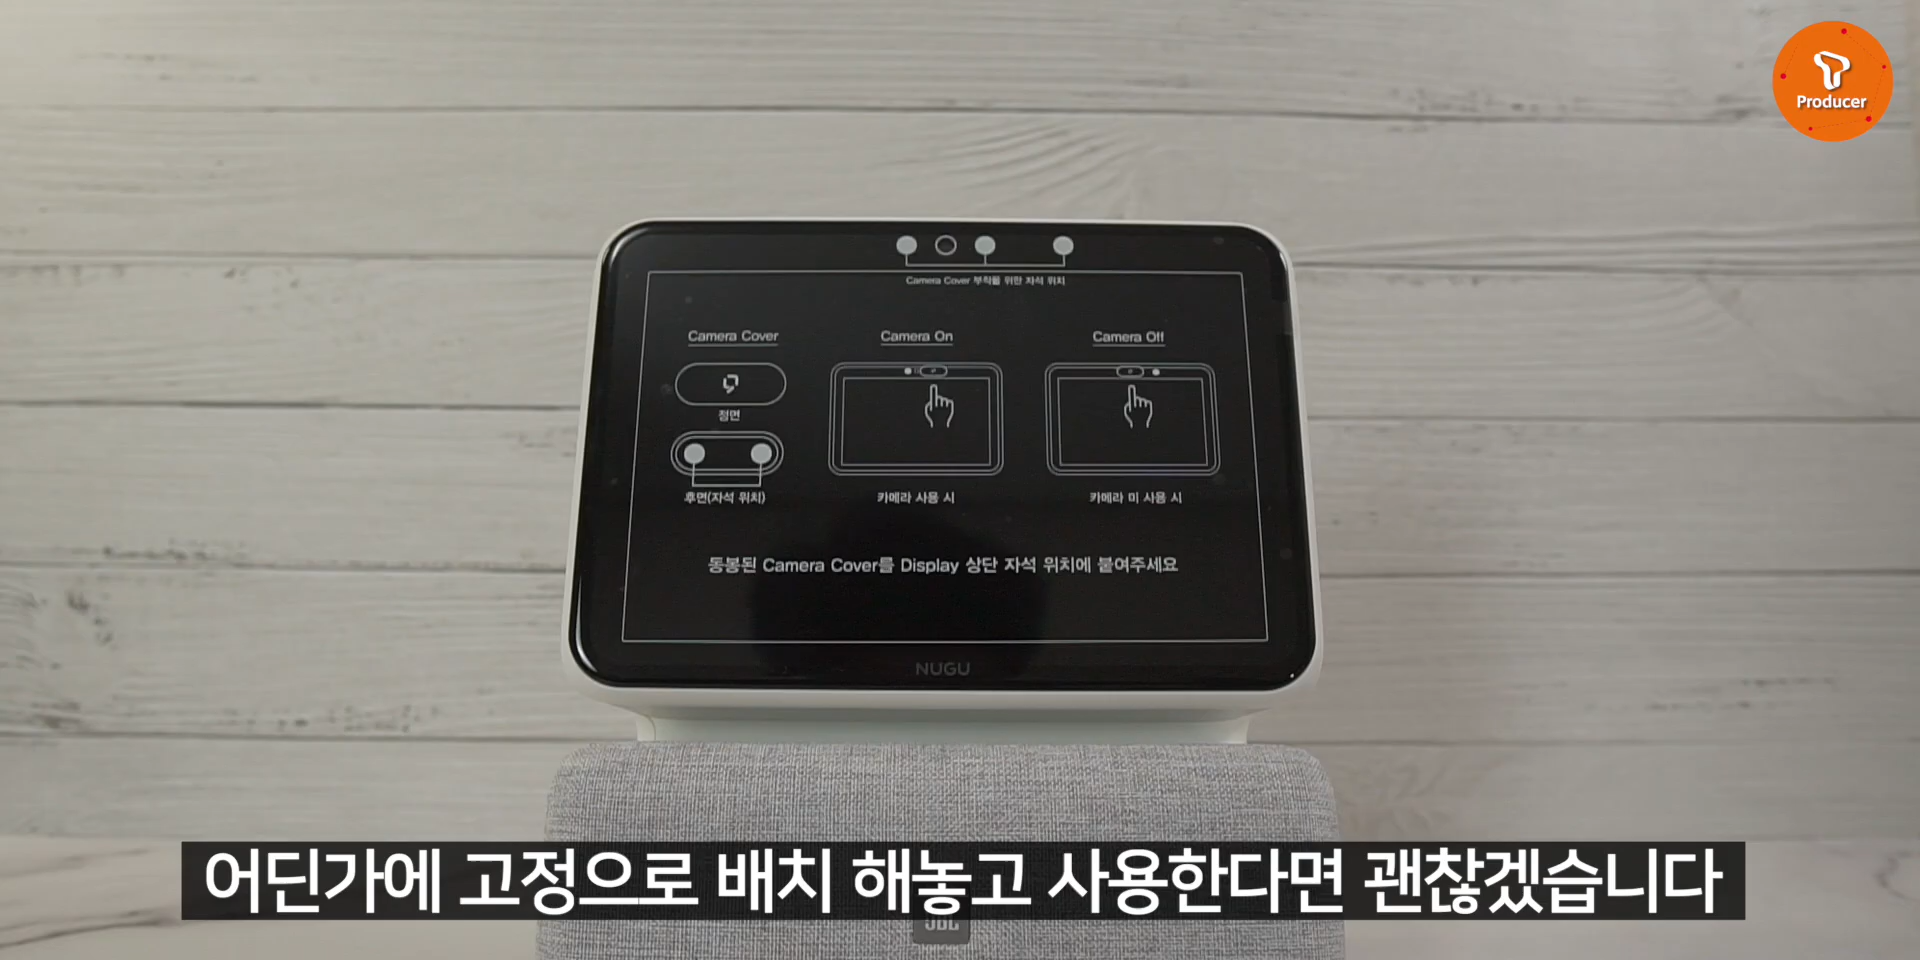 Producer
Camera Cover 부착을 위한 자석 위치
Camera Cover
정면
후면(자석 위치)
Camera On
카메라 사용 시
Camera Off
카메라 미 사용 시
동봉된 Camera Cover를 Display 상단 자석 위치에 붙여주세요
NUGU
어딘가에 고정으로 배치 해놓고 사용한다면 괜찮겠습니다
JBL